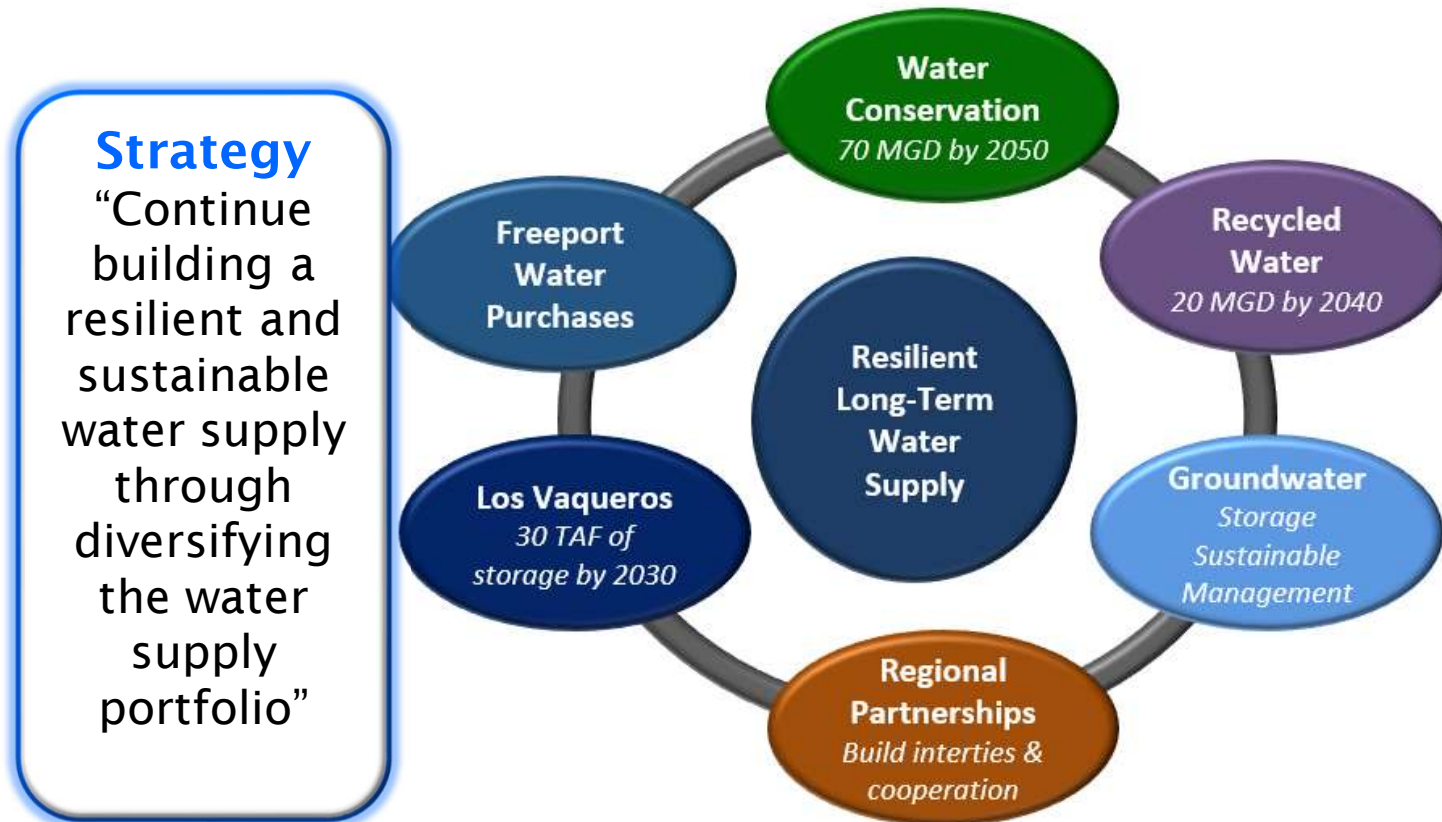 Strategy
“Continue
building a
resilient and
sustainable
water supply
through
diversifying
the water
supply
portfolio”
Water
Conservation
70 MGD by 2050
Recycled
Water
20 MGD by 2040
Groundwater
Storage
Sustainable
Management
Regional
Partnerships
Build interties &
cooperation
Los Vaqueros
30 TAF of
storage by 2030
Freeport
Water
Purchases
Resilient
Long-Term
Water
Supply